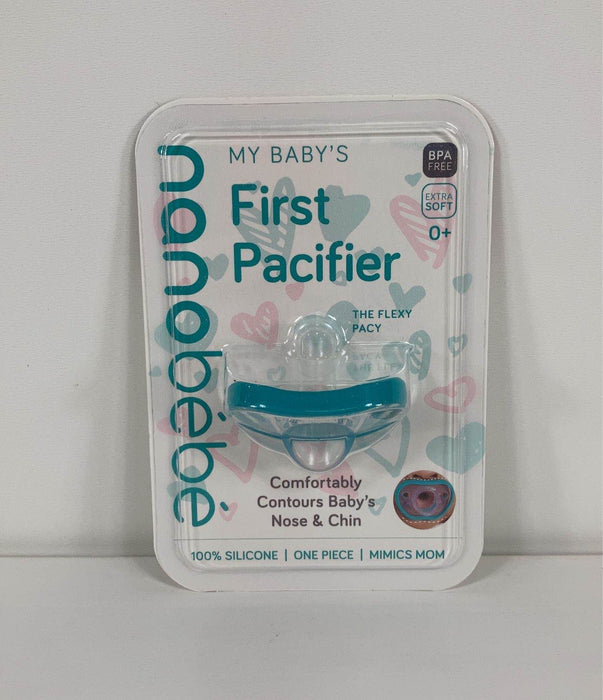 nanobébé
MY BABY'S
First
Pacifier
BPA
FREE
EXTRA
SOFT
0+
THE FLEXY
PACY
Comfortably
Contours Baby's
Nose & Chin
100% SILICONE | ONE PIECE | MIMICS MOM